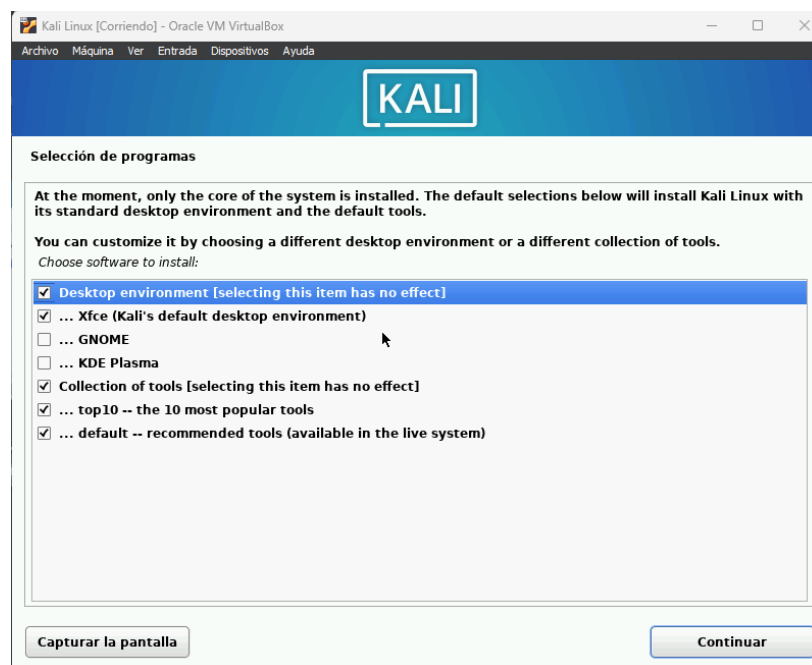 Kali Linux [Corriendo] - Oracle VM VirtualBox
Archivo Máquina Ver Entrada Dispositivos Ayuda
KALI
Selección de programas
At the moment, only the core of the system is installed. The default selections below will install Kali Linux with
its standard desktop environment and the default tools.
You can customize it by choosing a different desktop environment or a different collection of tools.
Choose software to install:
Desktop environment [selecting this item has no effect]
... Xfce (Kali's default desktop environment)
... GNOME
... KDE Plasma
Collection of tools [selecting this item has no effect]
... top10 -- the 10 most popular tools
... default -- recommended tools (available in the live system)
Capturar la pantalla
Continuar